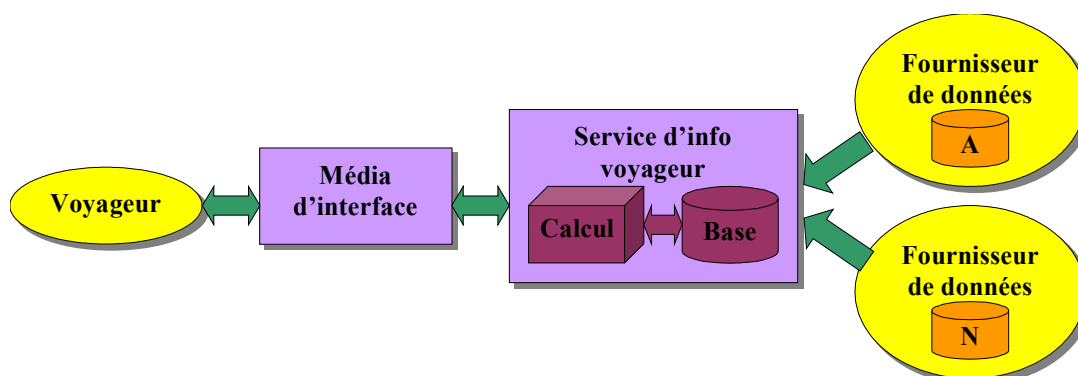 Voyageur
Média
d'interface
Service d'info
voyageur
Calcul
Base
Fournisseur
de données
A
Fournisseur
de données
N